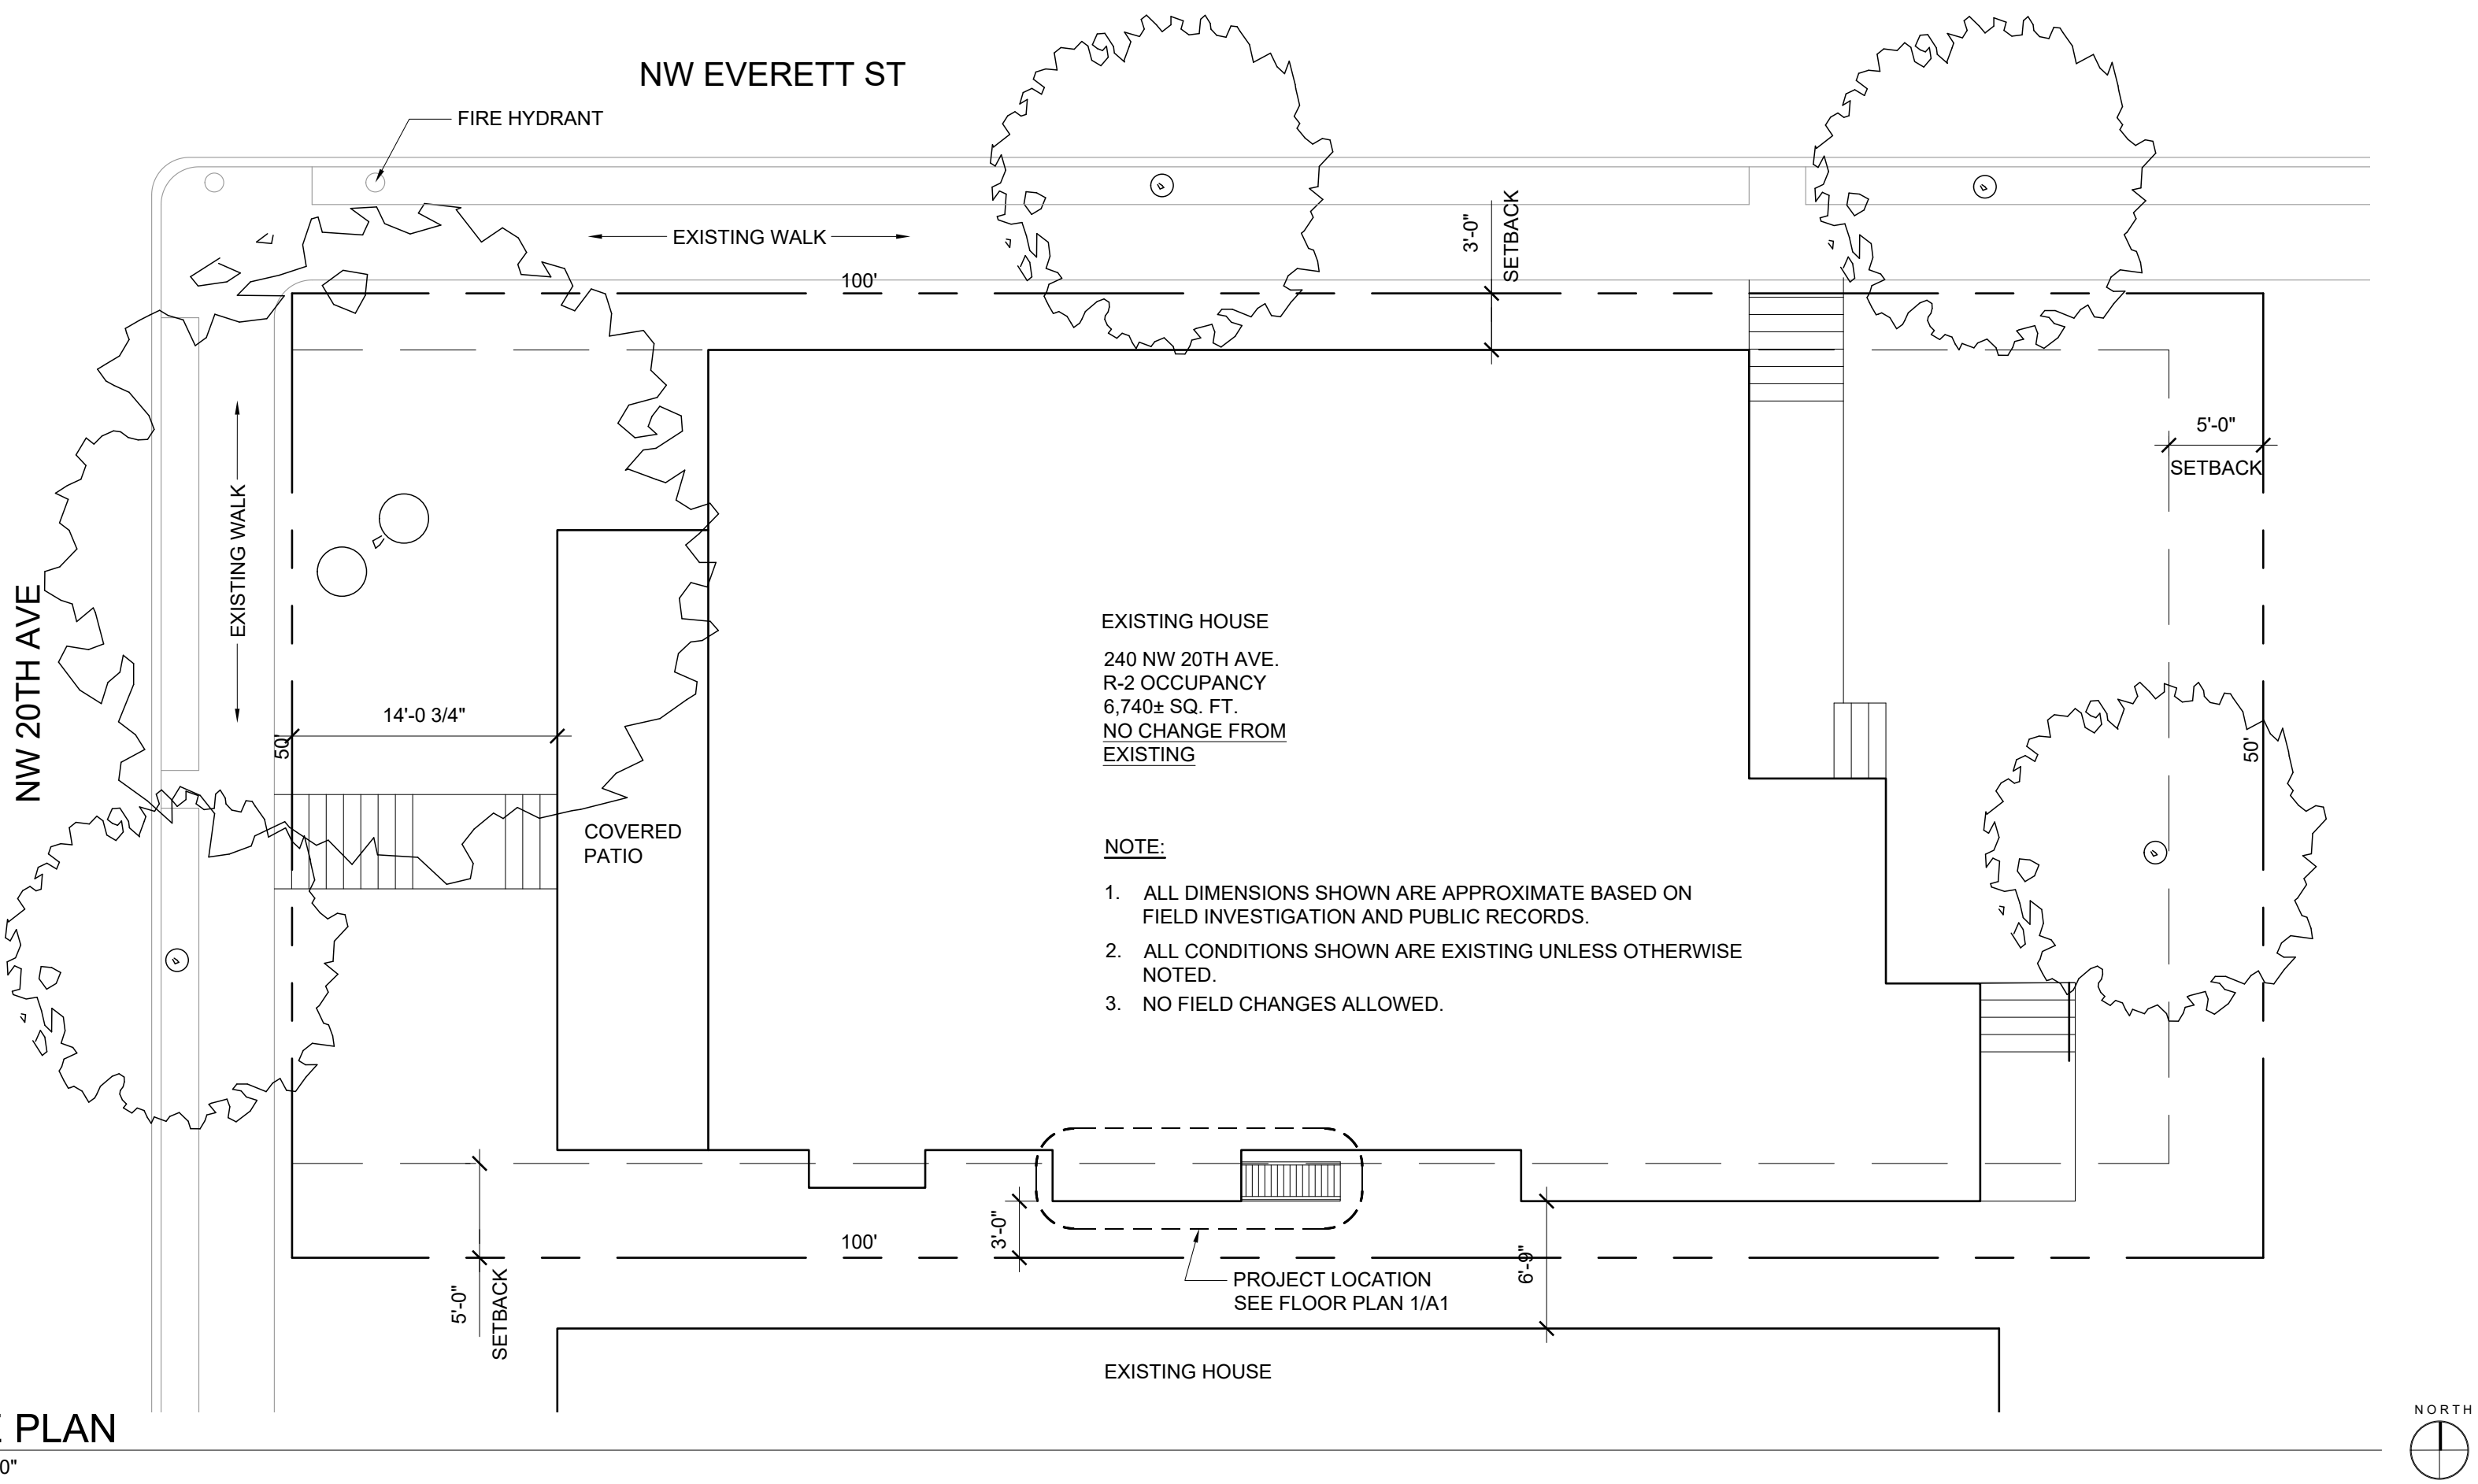 NW EVERETT ST
FIRE HYDRANT
EXISTING WALK
100'
3'-0"
SETBACK
5'-0"
SETBACK
EXISTING WALK
NW 20TH AVE
50'
14'-0 3/4"
COVERED
PATIO
EXISTING HOUSE
240 NW 20TH AVE.
R-2 OCCUPANCY
6,740± SQ. FT.
NO CHANGE FROM
EXISTING
50'
NOTE:
1. ALL DIMENSIONS SHOWN ARE APPROXIMATE BASED ON
FIELD INVESTIGATION AND PUBLIC RECORDS.
2. ALL CONDITIONS SHOWN ARE EXISTING UNLESS OTHERWISE
NOTED.
3. NO FIELD CHANGES ALLOWED.
100'
3'-0"
6'-9"
5'-0"
SETBACK
PROJECT LOCATION
SEE FLOOR PLAN 1/A1
EXISTING HOUSE
PLAN
0"
NORTH